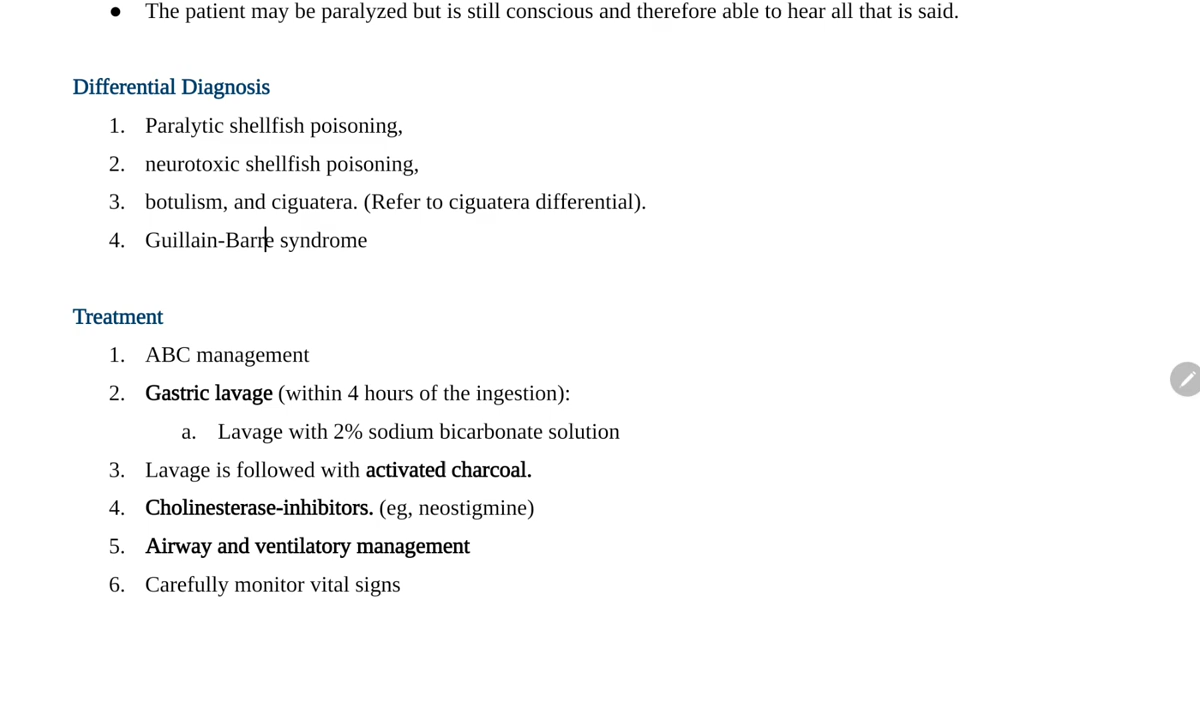 ● The patient may be paralyzed but is still conscious and therefore able to hear all that is said.
Differential Diagnosis
1. Paralytic shellfish poisoning,
2. neurotoxic shellfish poisoning,
3. botulism, and ciguatera. (Refer to ciguatera differential).
4. Guillain-Barre syndrome
Treatment
1. ABC management
2. Gastric lavage (within 4 hours of the ingestion):
a. Lavage with 2% sodium bicarbonate solution
3. Lavage is followed with activated charcoal.
4. Cholinesterase-inhibitors. (eg, neostigmine)
5. Airway and ventilatory management
6. Carefully monitor vital signs